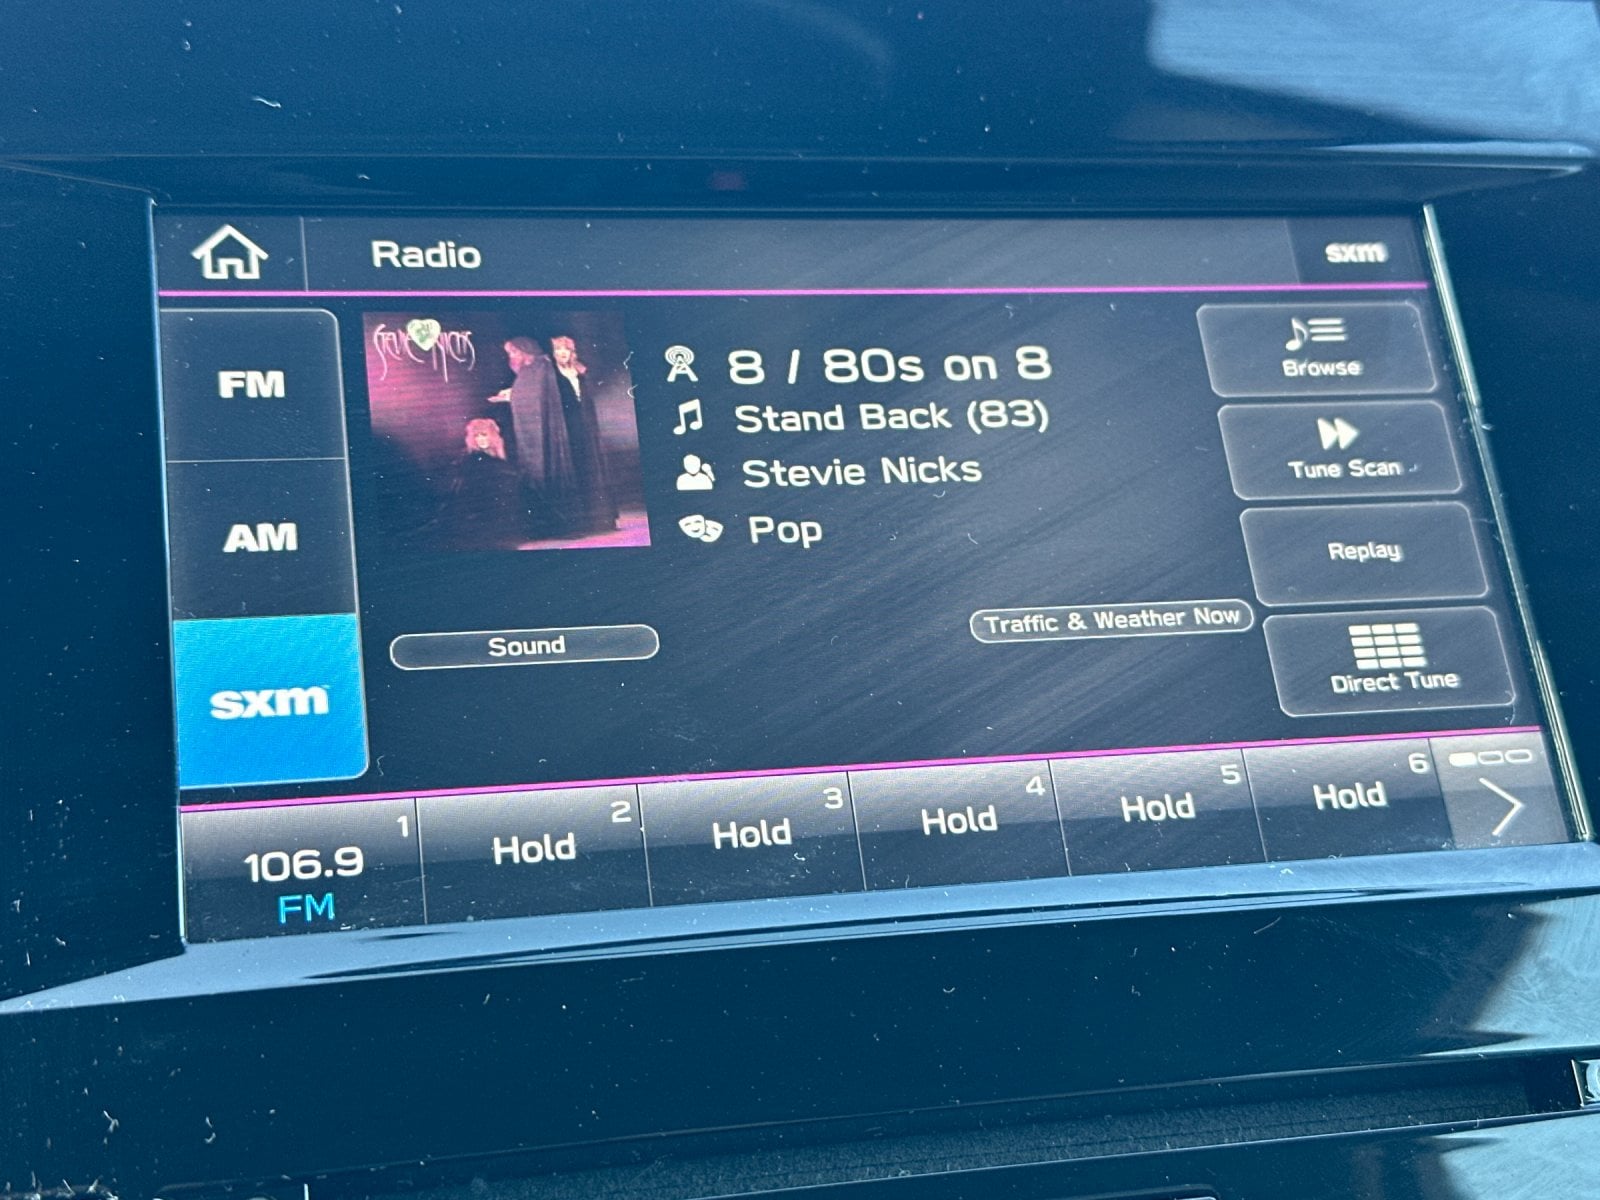 Radio
sxm
FM
AM
sxm
STEVIE NICKS
8 / 80s on 8
Stand Back (83)
Stevie Nicks
Pop
Sound
Traffic & Weather Now
Browse
Tune Scan
Replay
Direct Tune
1
106.9
FM
2
Hold
3
Hold
4
Hold
5
Hold
6
Hold